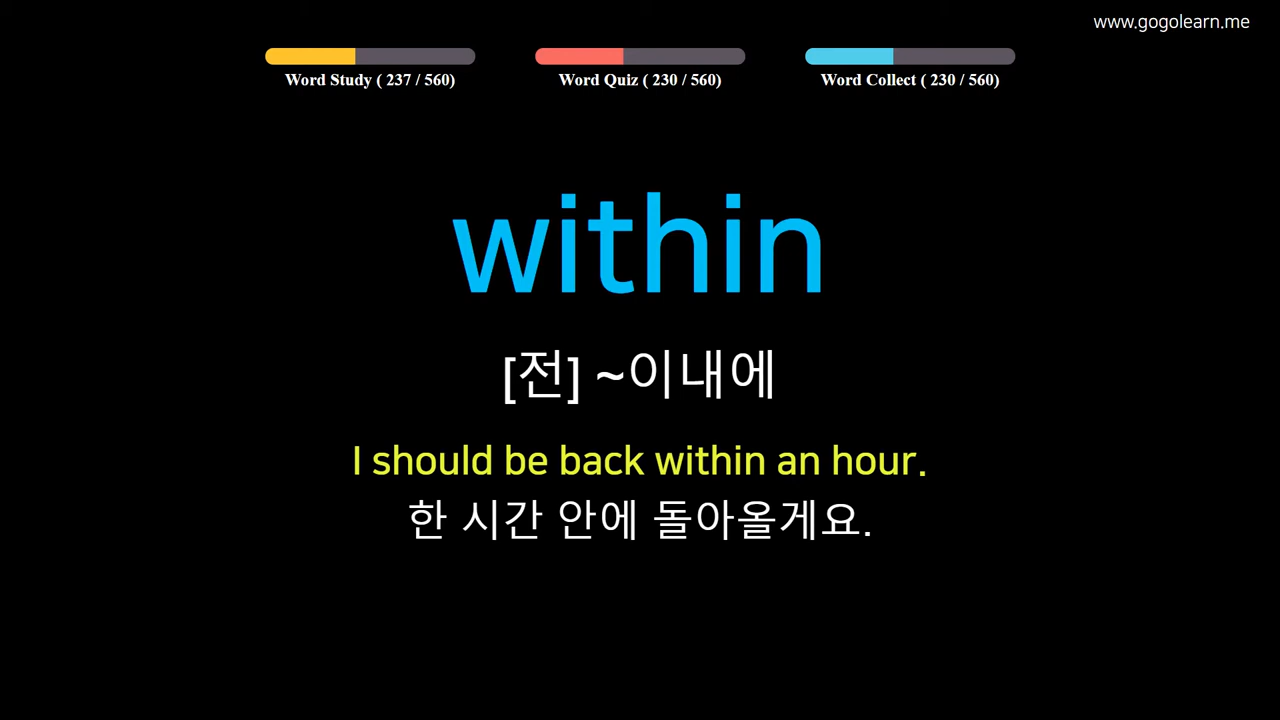 www.gogolearn.me
Word Study ( 237 / 560)
Word Quiz ( 230 / 560)
Word Collect ( 230 / 560)
within
[전] ~이내에
I should be back within an hour.
한 시간 안에 돌아올게요.